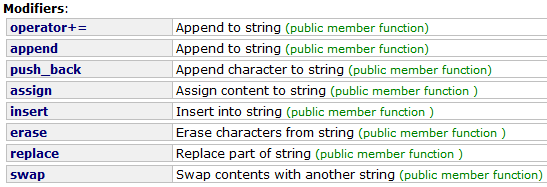 Modifiers:
operator+= Append to string (public member function)
append Append to string (public member function)
push_back Append character to string (public member function)
assign Assign content to string (public member function )
insert Insert into string (public member function )
erase Erase characters from string (public member function )
replace Replace part of string (public member function )
swap Swap contents with another string (public member function)